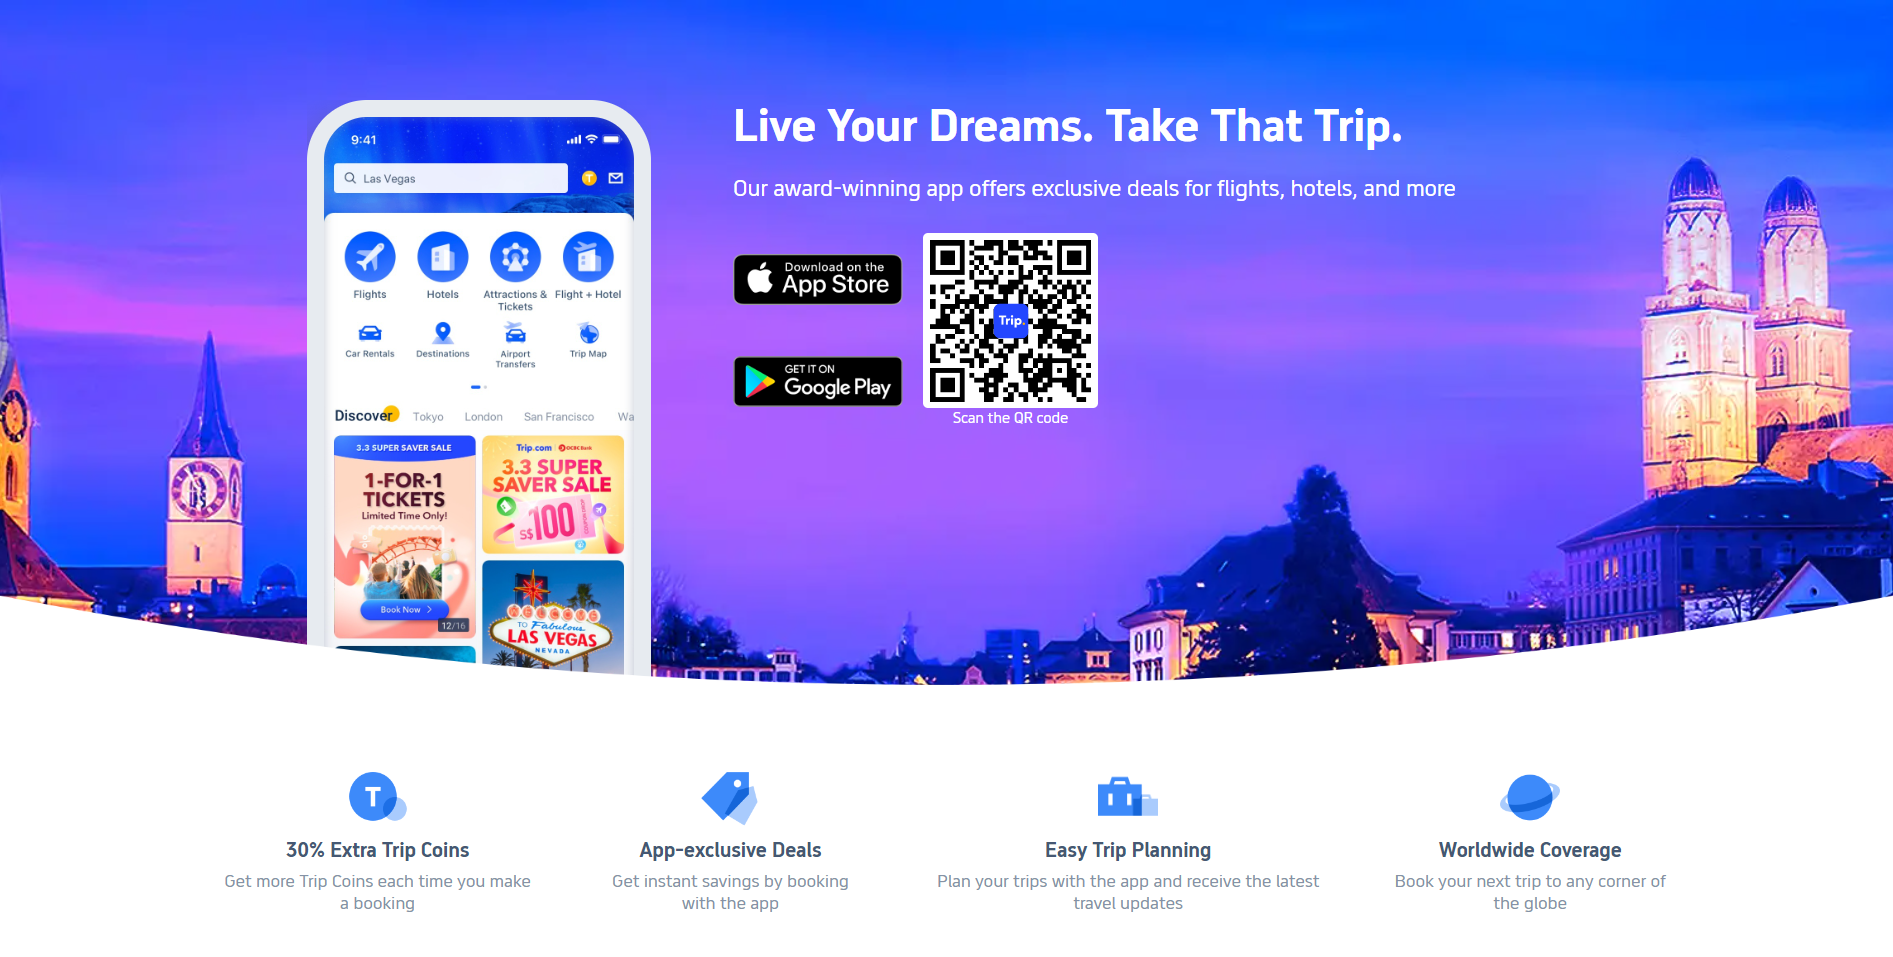 Live Your Dreams. Take That Trip.
Our award-winning app offers exclusive deals for flights, hotels, and more
Download on the
App Store
GET IT ON
Google Play
Trip.
Scan the QR code
9:41
Las Vegas
T
Flights
Hotels
Attractions &
Tickets
Flight + Hotel
Car Rentals
Destinations
Airport
Transfers
Trip Map
Discover
Tokyo
London
San Francisco
Wa
3.3 SUPER SAVER SALE
1-FOR-1
TICKETS
Limited Time Only!
Book Now
12/16
Trip.com OCBC Bank
3.3 SUPER
SAVER SALE
S$100
TO Fabulous
LAS VEGAS
NEVADA
T
30% Extra Trip Coins
Get more Trip Coins each time you make
a booking
App-exclusive Deals
Get instant savings by booking
with the app
Easy Trip Planning
Plan your trips with the app and receive the latest
travel updates
Worldwide Coverage
Book your next trip to any corner of
the globe